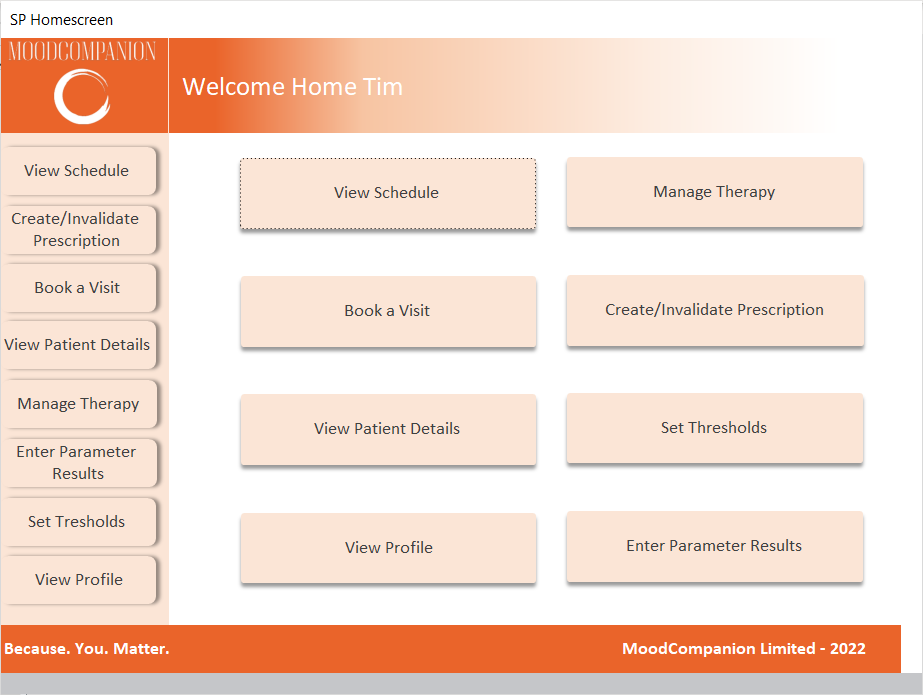 SP Homescreen
MOODCOMPANION
Welcome Home Tim
View Schedule
Create/Invalidate
Prescription
Book a Visit
View Patient Details
Manage Therapy
Enter Parameter
Results
Set Tresholds
View Profile
View Schedule
Manage Therapy
Book a Visit
Create/Invalidate Prescription
View Patient Details
Set Thresholds
View Profile
Enter Parameter Results
Because. You. Matter.
MoodCompanion Limited - 2022